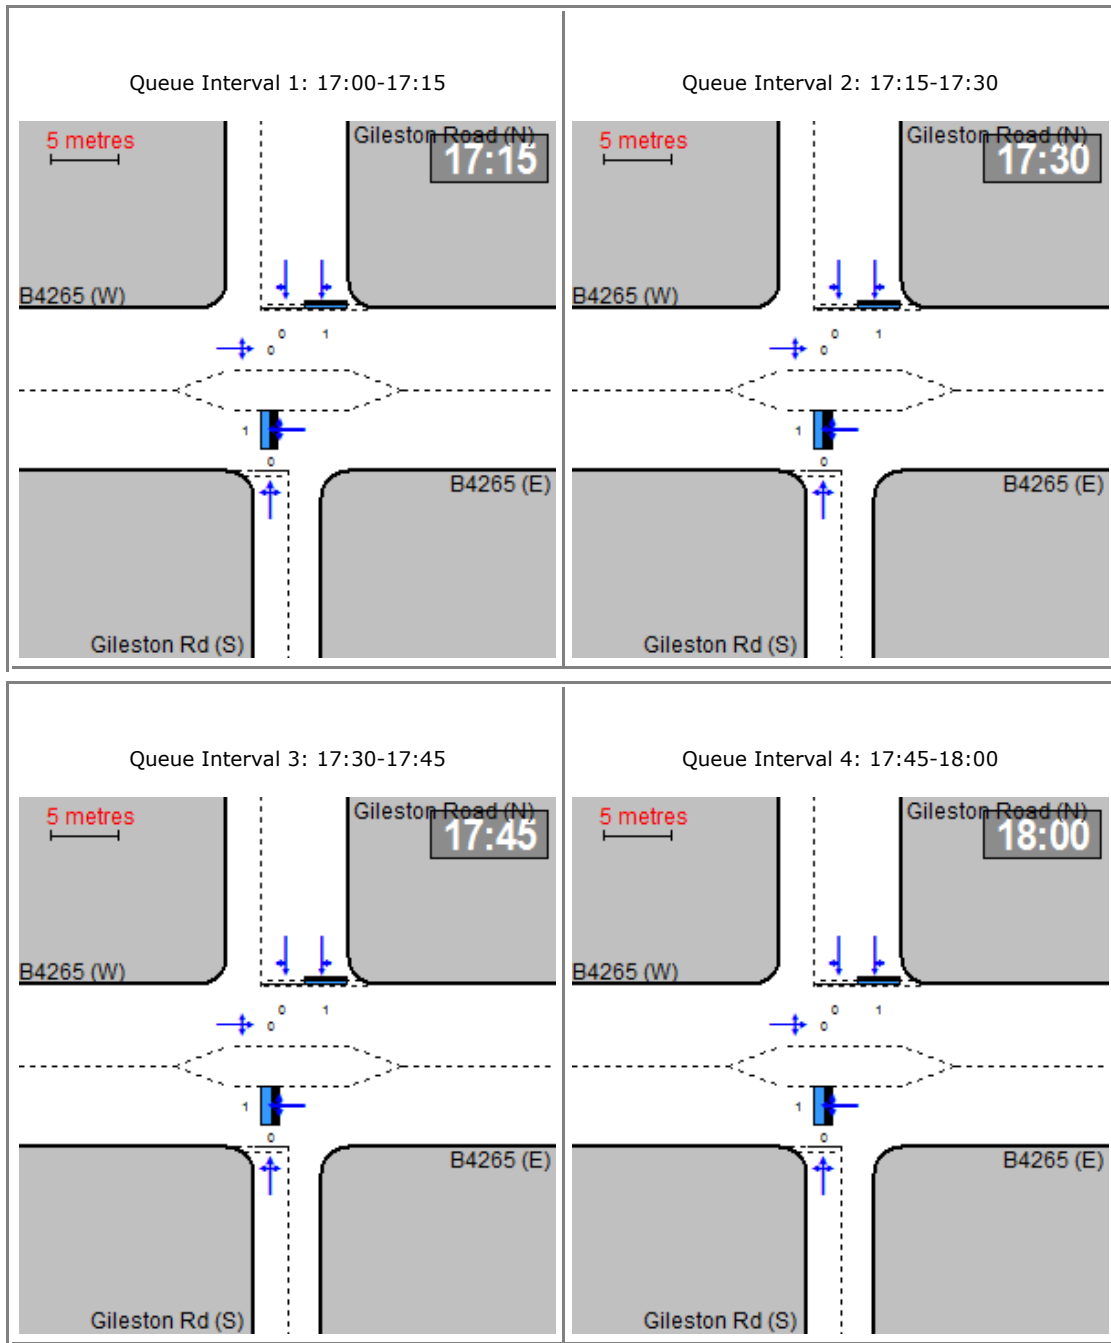 Queue Interval 1: 17:00-17:15
5 metres
Gileston Road (N)
17:15
B4265 (W)
0 1
0
1
0
B4265 (E)
Gileston Rd (S)
Queue Interval 2: 17:15-17:30
5 metres
Gileston Road (N)
17:30
B4265 (W)
0 1
0
1
0
B4265 (E)
Gileston Rd (S)
Queue Interval 3: 17:30-17:45
5 metres
Gileston Road (N)
17:45
B4265 (W)
0 1
0
1
0
B4265 (E)
Gileston Rd (S)
Queue Interval 4: 17:45-18:00
5 metres
Gileston Road (N)
18:00
B4265 (W)
0 1
0
1
0
B4265 (E)
Gileston Rd (S)